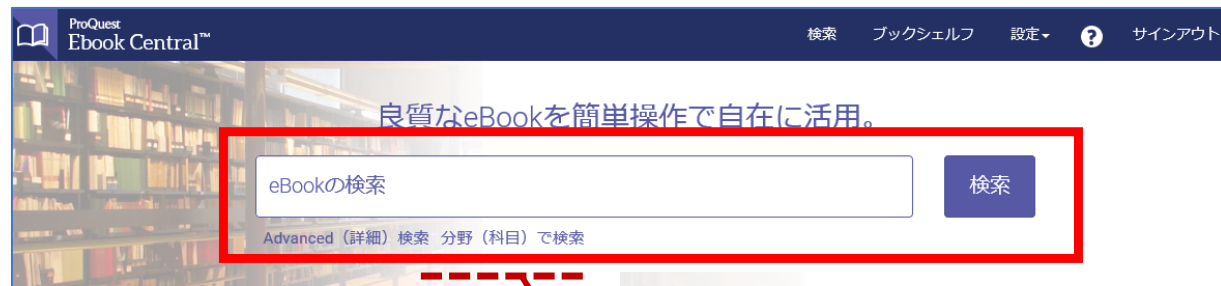 ProQuest
Ebook Central™
検索 ブックシェルフ 設定 ? サインアウト
良質なeBookを簡単操作で自在に活用。
eBookの検索 検索
Advanced（詳細）検索 分野（科目）で検索